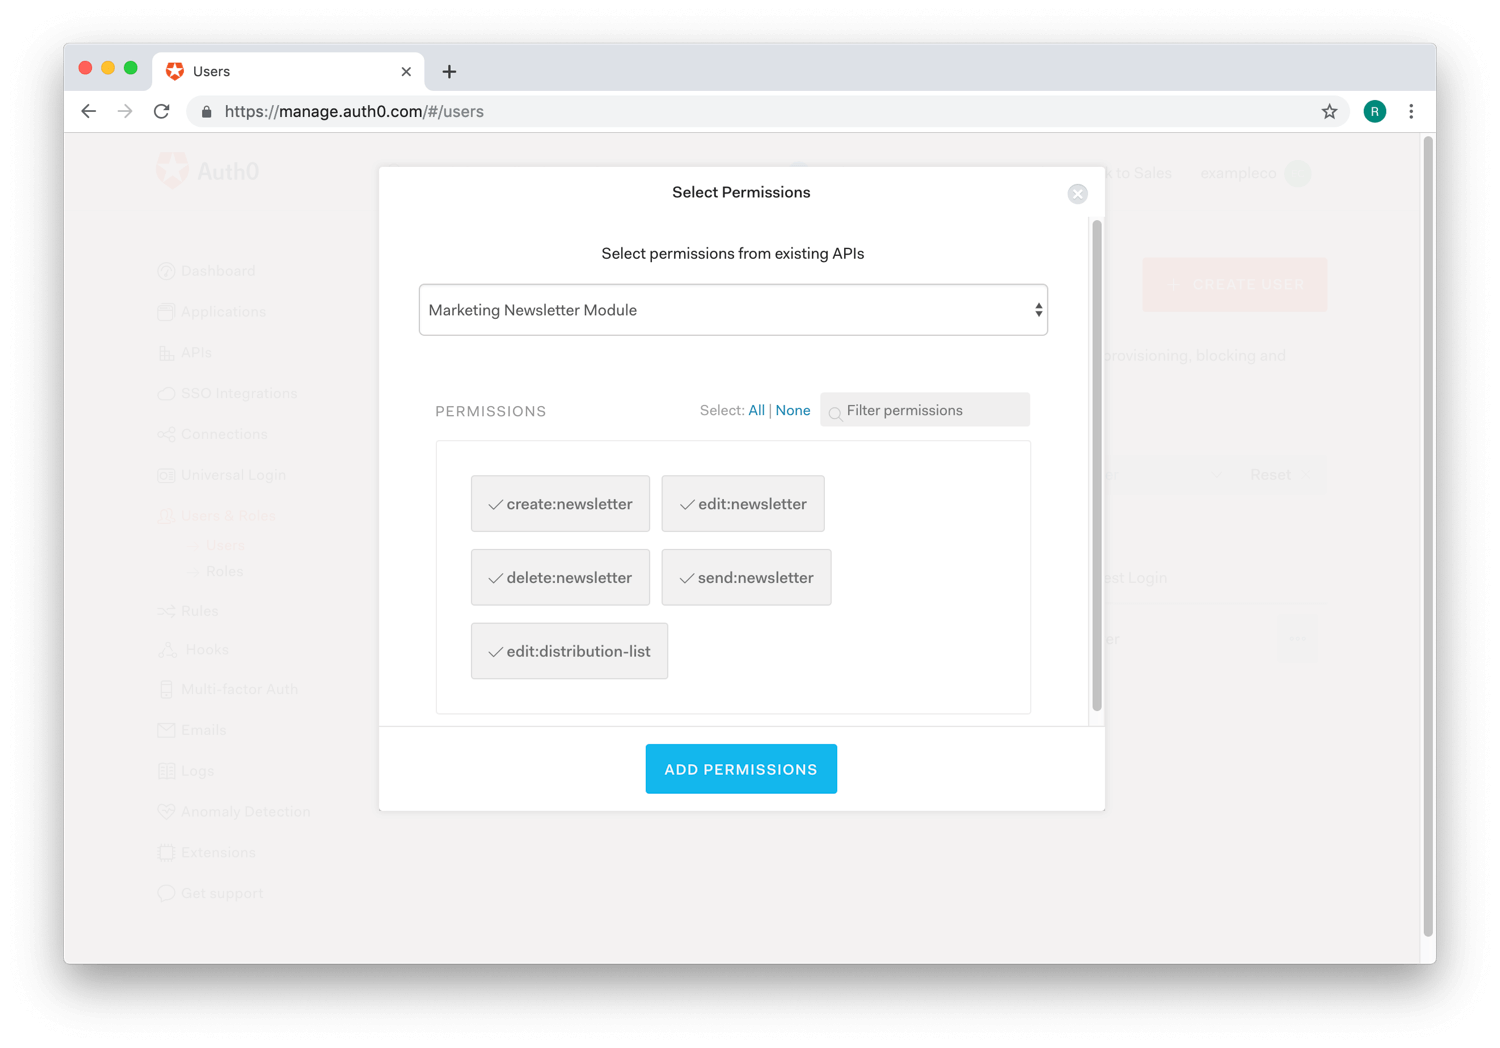 Users
https://manage.auth0.com/#/users
R
Auth0
k to Sales
exampleco
Select Permissions
Select permissions from existing APIs
Marketing Newsletter Module
PERMISSIONS
Select: All | None
Filter permissions
create:newsletter
edit:newsletter
delete:newsletter
send:newsletter
edit:distribution-list
ADD PERMISSIONS
Dashboard
Applications
APIs
SSO Integrations
Connections
Universal Login
Users & Roles
Users
Roles
Rules
Hooks
Multi-factor Auth
Emails
Logs
Anomaly Detection
Extensions
Get support
+ CREATE USER
provisioning, blocking and
Reset
est Login
er